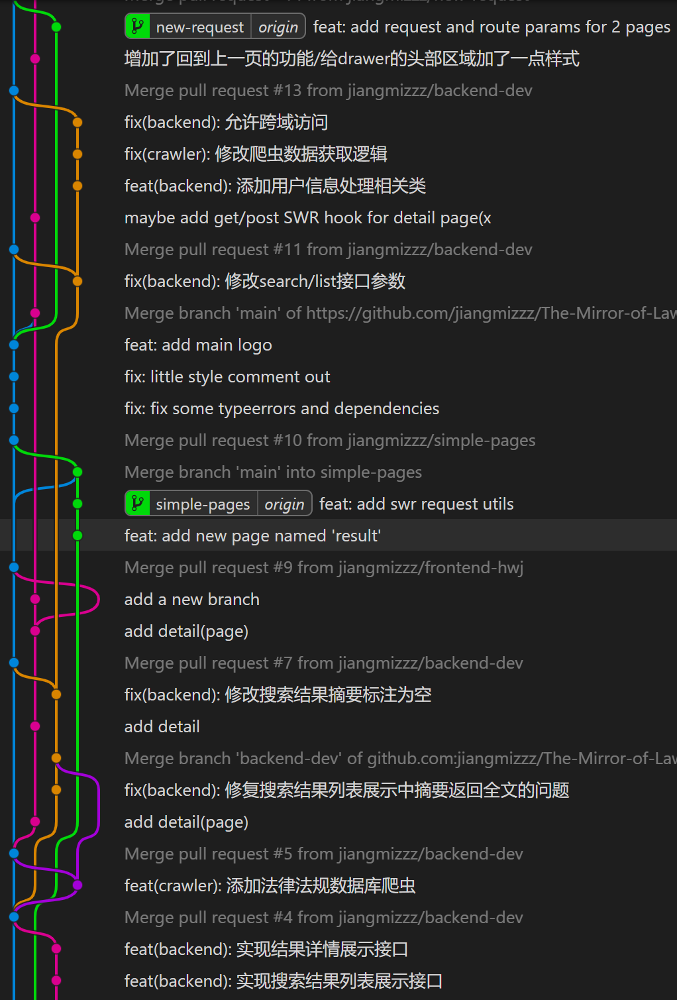 new-request origin feat: add request and route params for 2 pages
增加了回到上一页的功能/给drawer的头部区域加了一点样式
Merge pull request #13 from jiangmizzz/backend-dev
fix(backend): 允许跨域访问
fix(crawler): 修改爬虫数据获取逻辑
feat(backend): 添加用户信息处理相关类
maybe add get/post SWR hook for detail page(x
Merge pull request #11 from jiangmizzz/backend-dev
fix(backend): 修改search/list接口参数
Merge branch 'main' of https://github.com/jiangmizzz/The-Mirror-of-Law
feat: add main logo
fix: little style comment out
fix: fix some typeerrors and dependencies
Merge pull request #10 from jiangmizzz/simple-pages
Merge branch 'main' into simple-pages
simple-pages origin feat: add swr request utils
feat: add new page named 'result'
Merge pull request #9 from jiangmizzz/frontend-hwj
add a new branch
add detail(page)
Merge pull request #7 from jiangmizzz/backend-dev
fix(backend): 修改搜索结果摘要标注为空
add detail
Merge branch 'backend-dev' of github.com:jiangmizzz/The-Mirror-of-Law
fix(backend): 修复搜索结果列表展示中摘要返回全文的问题
add detail(page)
Merge pull request #5 from jiangmizzz/backend-dev
feat(crawler): 添加法律法规数据库爬虫
Merge pull request #4 from jiangmizzz/backend-dev
feat(backend): 实现结果详情展示接口
feat(backend): 实现搜索结果列表展示接口